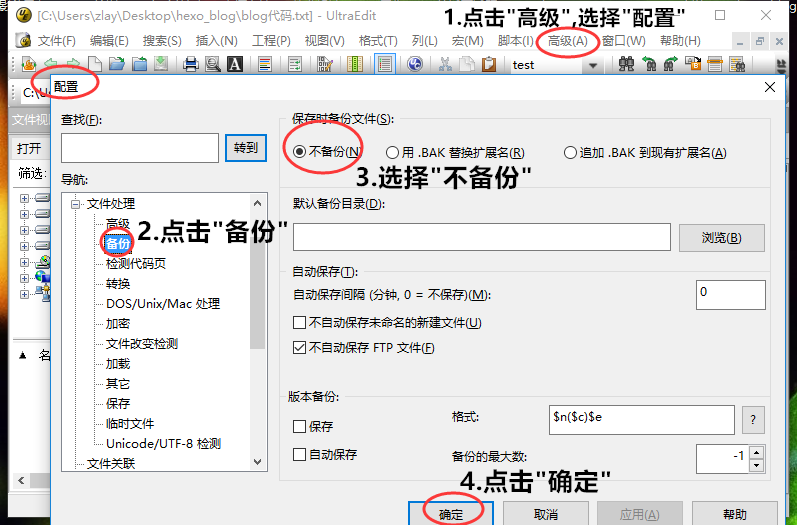 [C:\Users\zlay\Desktop\hexo_blog\blog代码.txt] - UltraEdit
1.点击"高级",选择"配置"
文件(F) 编辑(E) 搜索(S) 插入(N) 工程(P) 视图(V) 格式(T) 列(L) 宏(M) 脚本(I) 高级(A) 窗口(W) 帮助(H)
test
配置
C:\U
文件视
打开
筛选:
名
查找(F):
转到
导航:
文件处理
高级
备份
2.点击"备份"
检测代码页
转换
DOS/Unix/Mac 处理
加密
文件改变检测
加载
其它
保存
临时文件
Unicode/UTF-8 检测
文件关联
保存时备份文件(S):
不备份(N)
用 .BAK 替换扩展名(R)
追加 .BAK 到现有扩展名(A)
3.选择"不备份"
默认备份目录(D):
浏览(B)
自动保存(T):
自动保存间隔 (分钟, 0 = 不保存)(M):
0
不自动保存未命名的新建文件(U)
不自动保存 FTP 文件(F)
版本备份:
保存
格式:
$n($c)$e
?
自动保存
备份的最大数:
-1
4.点击"确定"
确定
取消
应用(A)
帮助